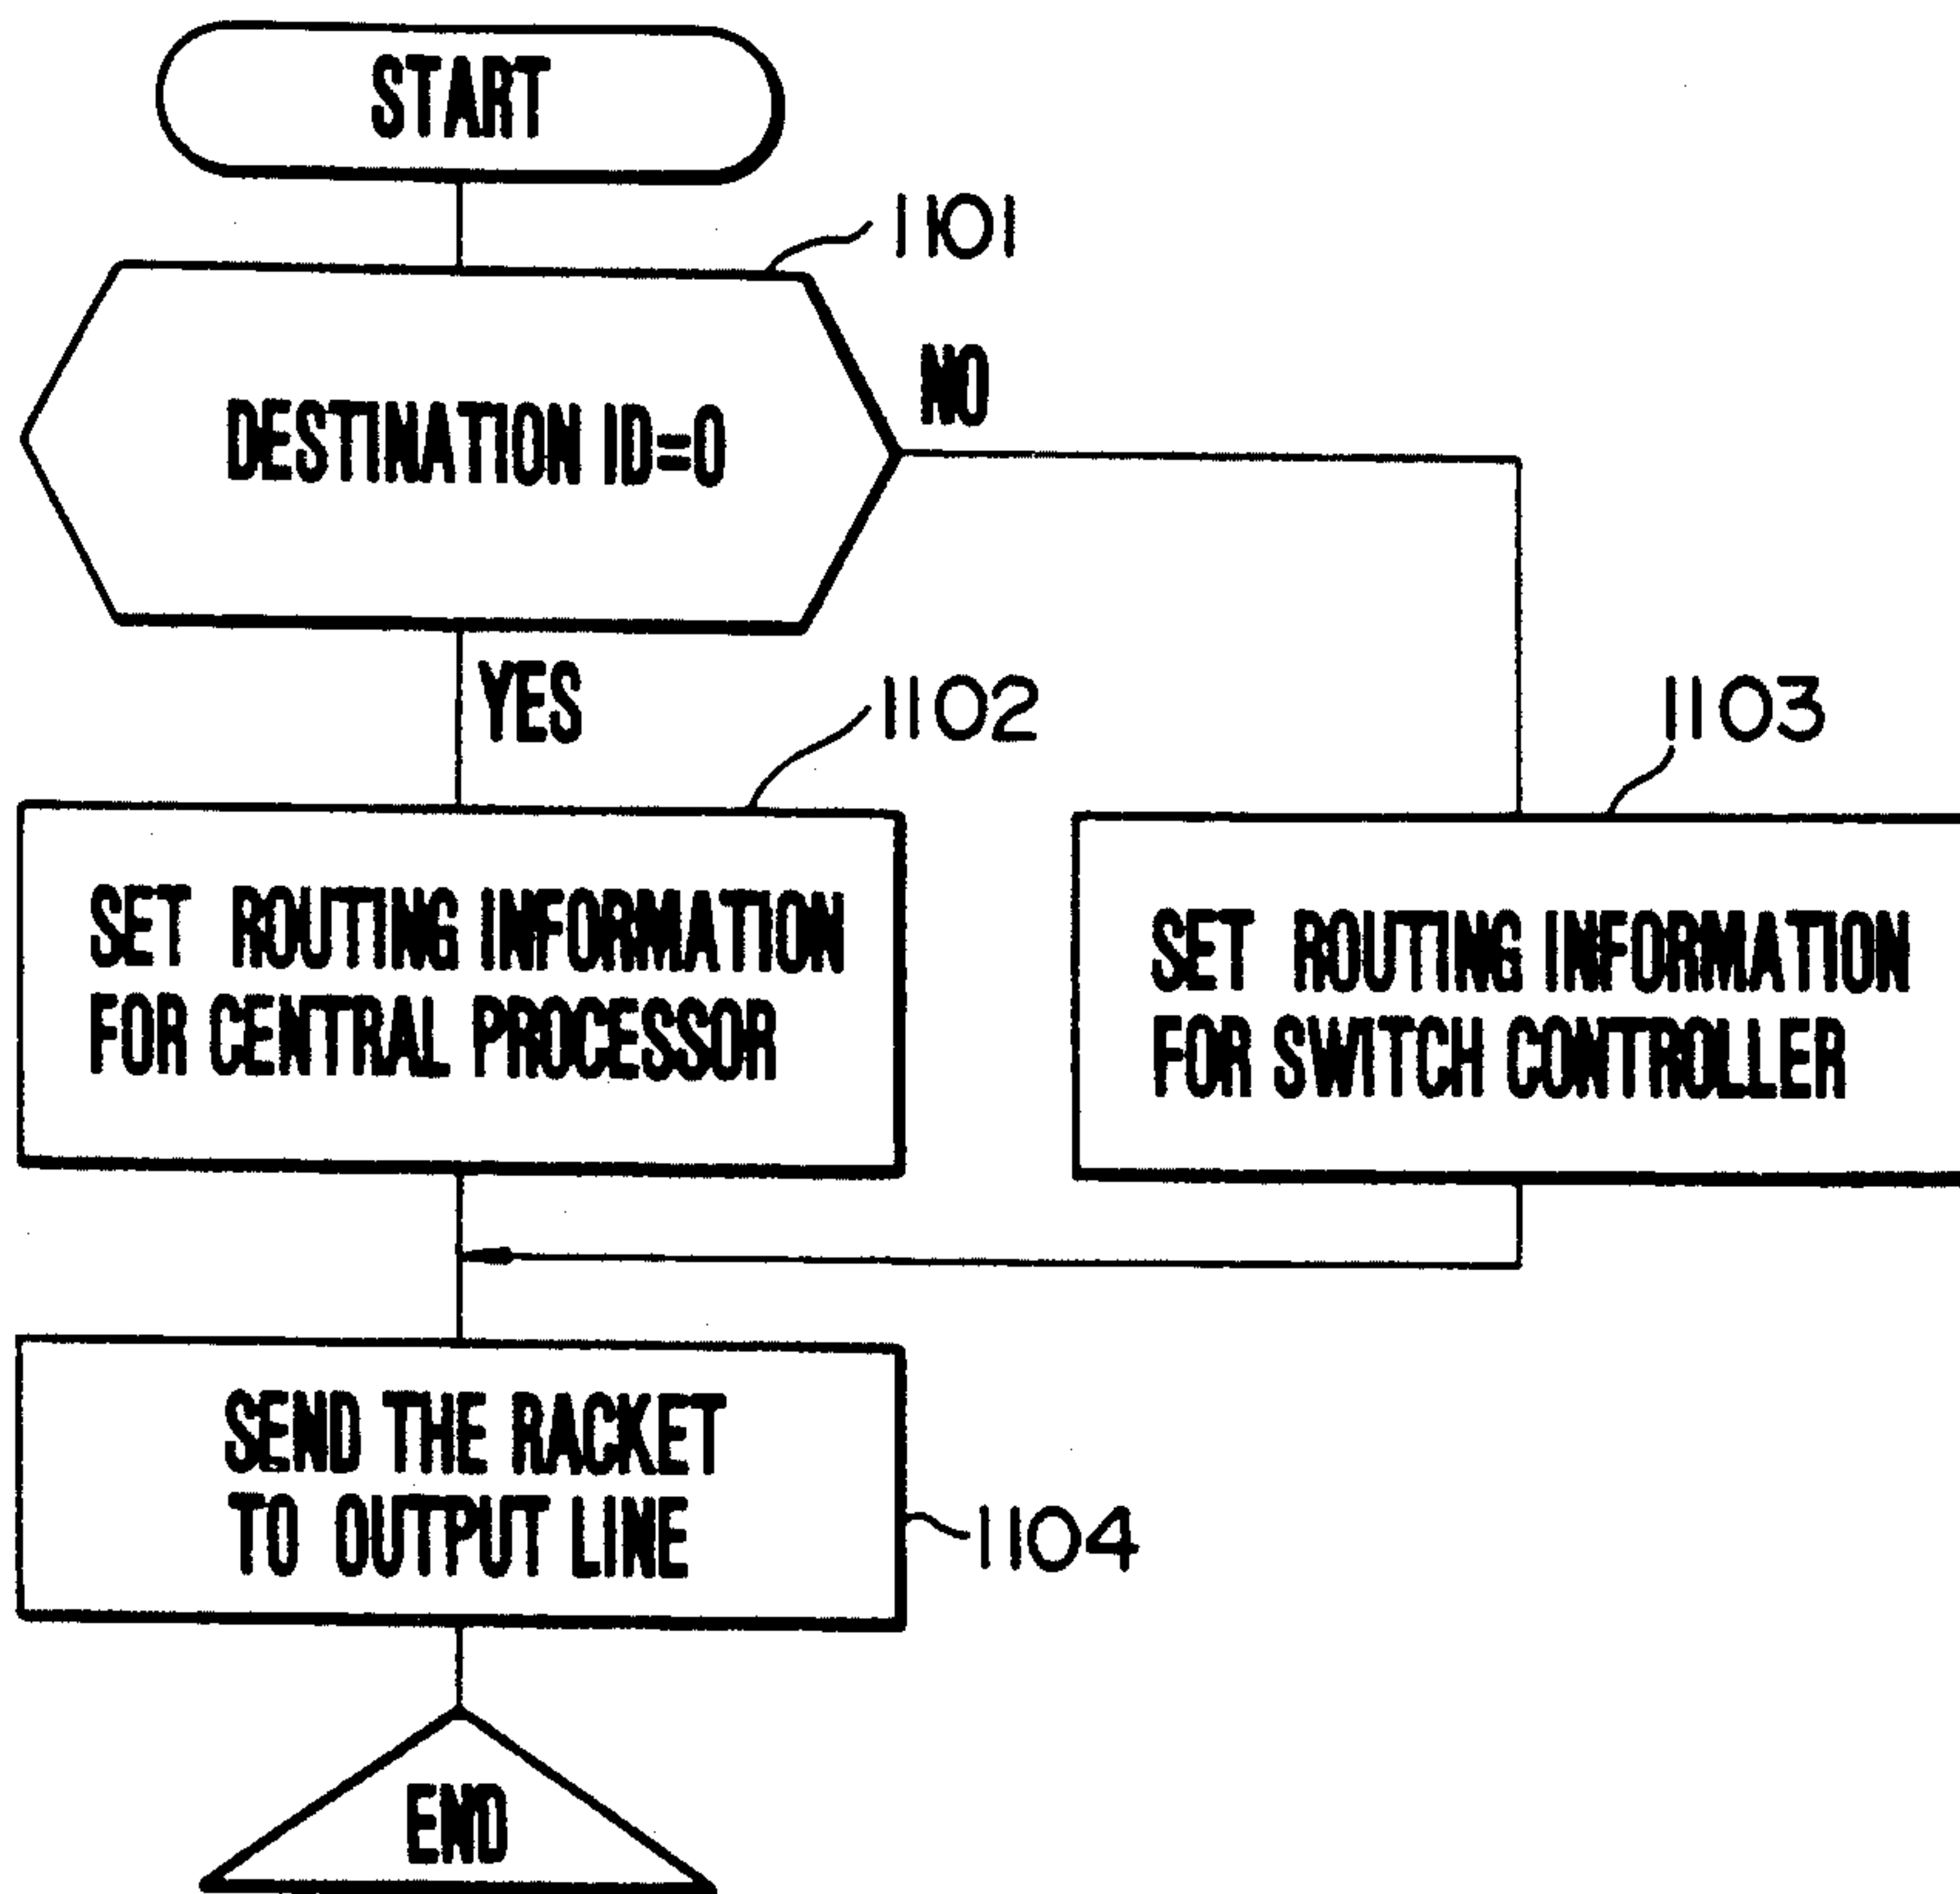 START
1101
DESTINATION ID=0
NO
YES
1102
1103
SET ROUTING INFORMATION
FOR CENTRAL PROCESSOR
SET ROUTING INFORMATION
FOR SWITCH CONTROLLER
SEND THE RACKET
TO OUTPUT LINE
1104
END